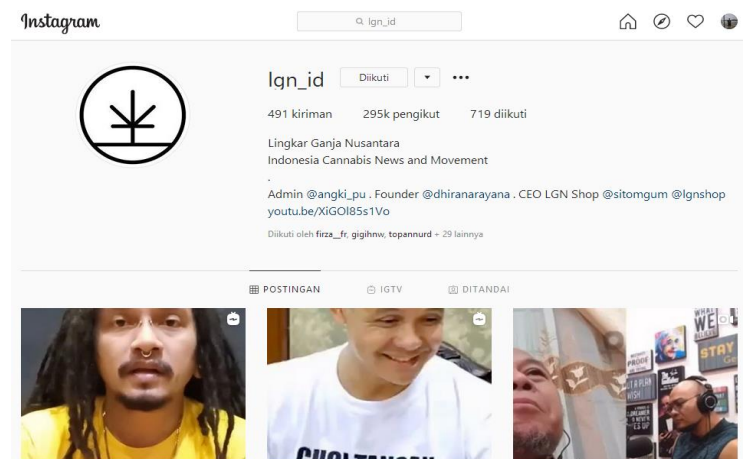 Instagram
lgn_id
lgn_id Diikuti
491 kiriman 295k pengikut 719 diikuti
Lingkar Ganja Nusantara
Indonesia Cannabis News and Movement
.
Admin @angki_pu . Founder @dhiranarayana . CEO LGN Shop @sitomgum @lgnshop
youtu.be/XiGOl85s1Vo
Diikuti oleh firza__fr, gigihnw, topannurd + 29 lainnya
POSTINGAN IGTV DITANDAI
WE
STAY